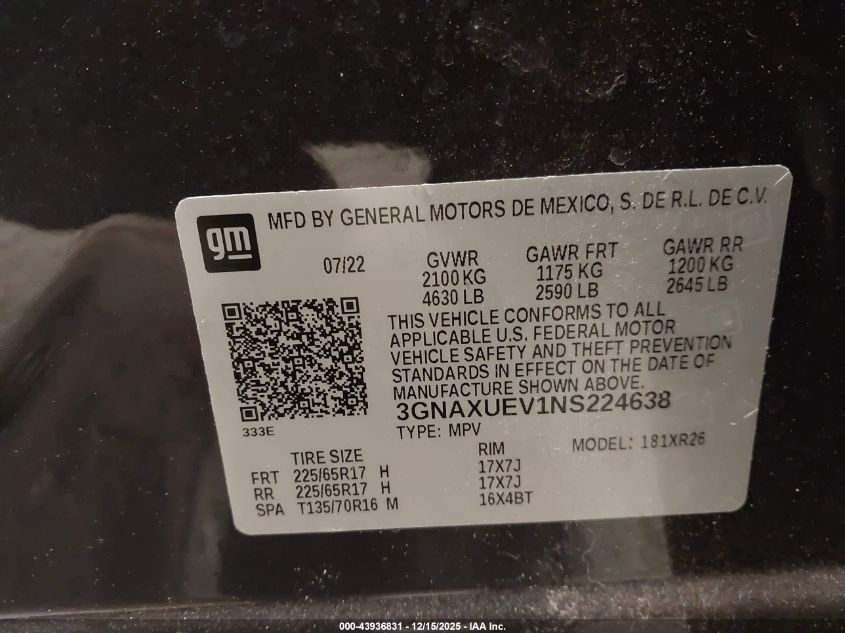 gm
MFD BY GENERAL MOTORS DE MEXICO, S. DE R.L. DE C.V.
07/22
GVWR
2100 KG
4630 LB
GAWR FRT
1175 KG
2590 LB
GAWR RR
1200 KG
2645 LB
THIS VEHICLE CONFORMS TO ALL
APPLICABLE U.S. FEDERAL MOTOR
VEHICLE SAFETY AND THEFT PREVENTION
STANDARDS IN EFFECT ON THE DATE OF
MANUFACTURE SHOWN ABOVE.
3GNAXUEV1NS224638
333E
TYPE: MPV
MODEL: 181XR26
TIRE SIZE RIM
FRT 225/65R17 H 17X7J
RR 225/65R17 H 17X7J
SPA T135/70R16 M 16X4BT
000-43936831 - 12/15/2025 - IAA Inc.